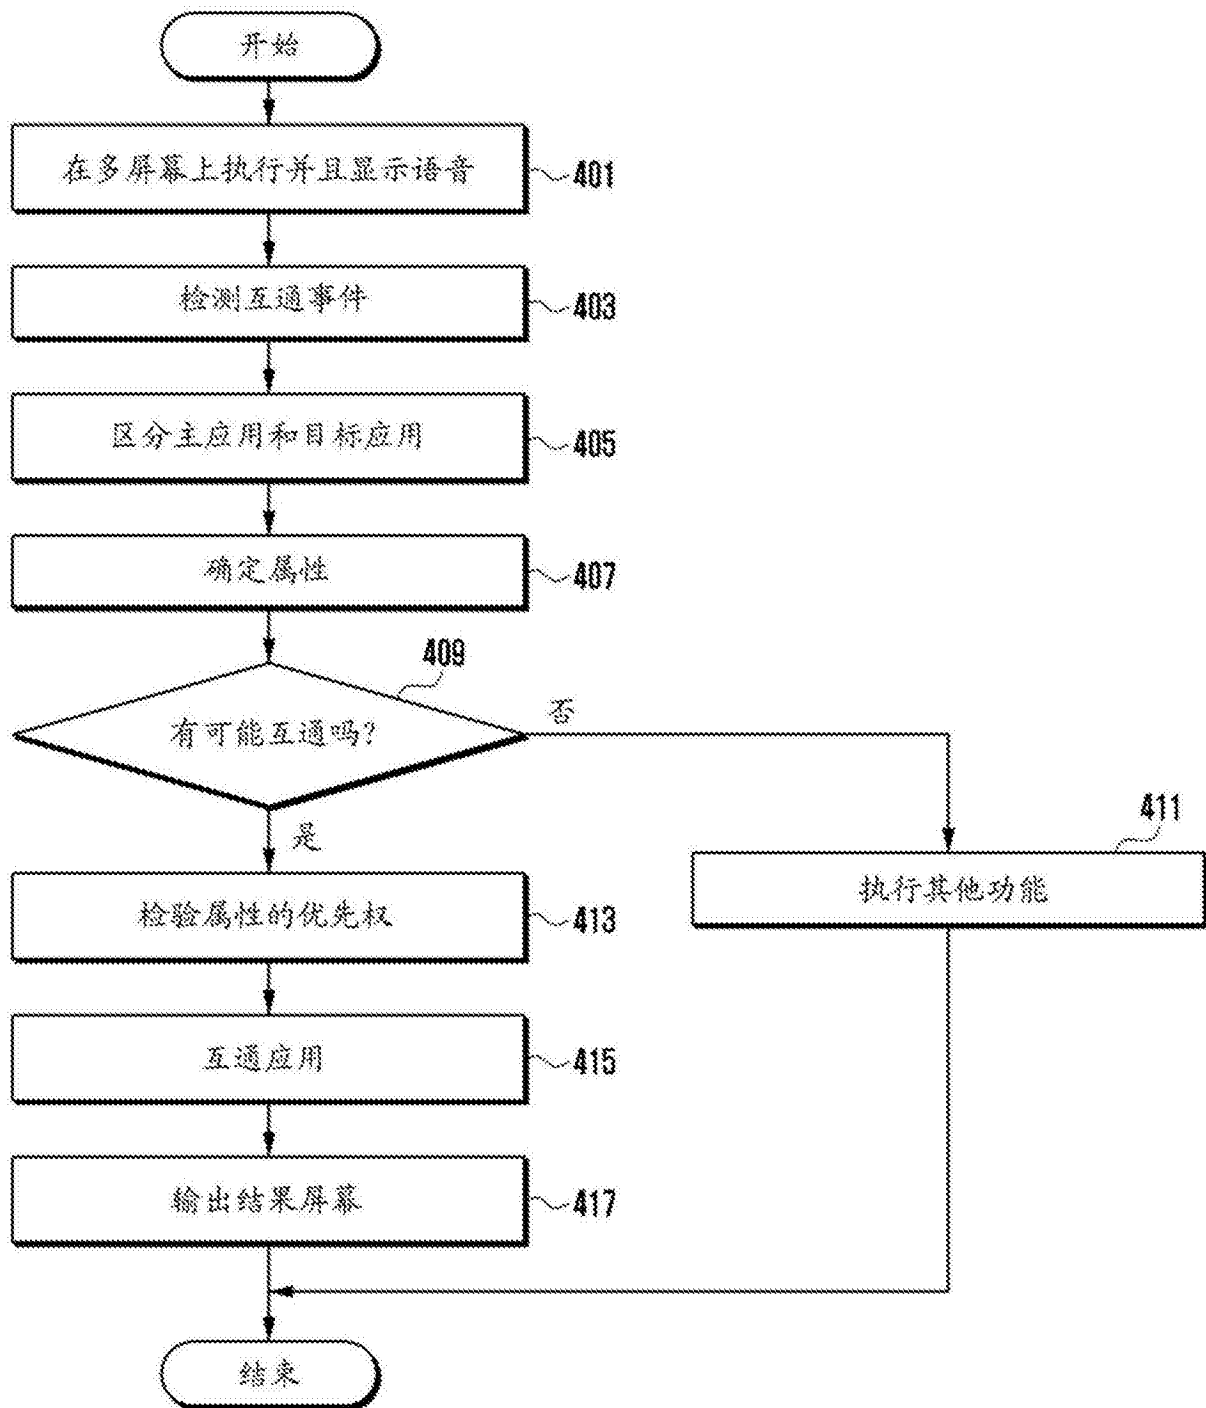 开始
在多屏幕上执行并且显示语音
401
检测互通事件
403
区分主应用和目标应用
405
确定属性
407
409
有可能互通吗?
否
是
411
执行其他功能
检验属性的优先权
413
互通应用
415
输出结果屏幕
417
结束